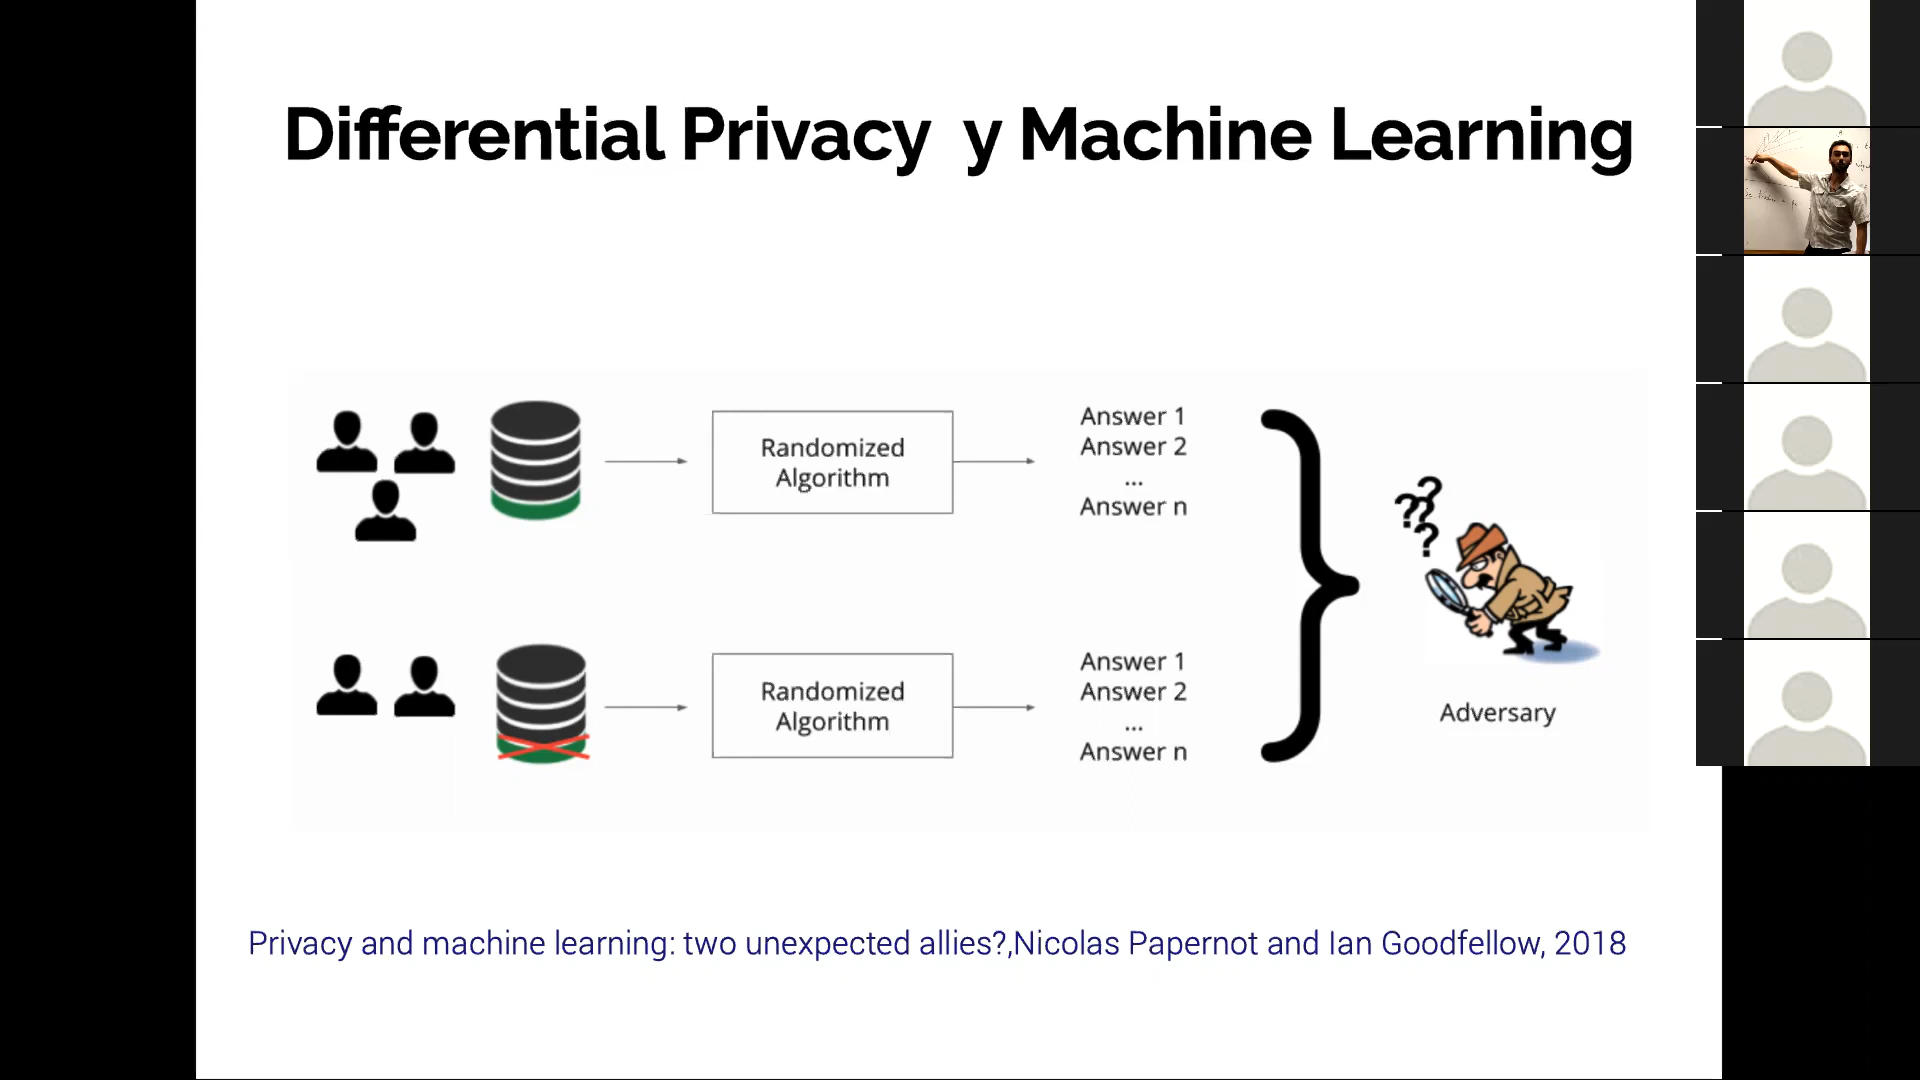 Differential Privacy y Machine Learning
Randomized
Algorithm
Answer 1
Answer 2
...
Answer n
????
Randomized
Algorithm
Answer 1
Answer 2
...
Answer n
Adversary
Privacy and machine learning: two unexpected allies?,Nicolas Papernot and Ian Goodfellow, 2018